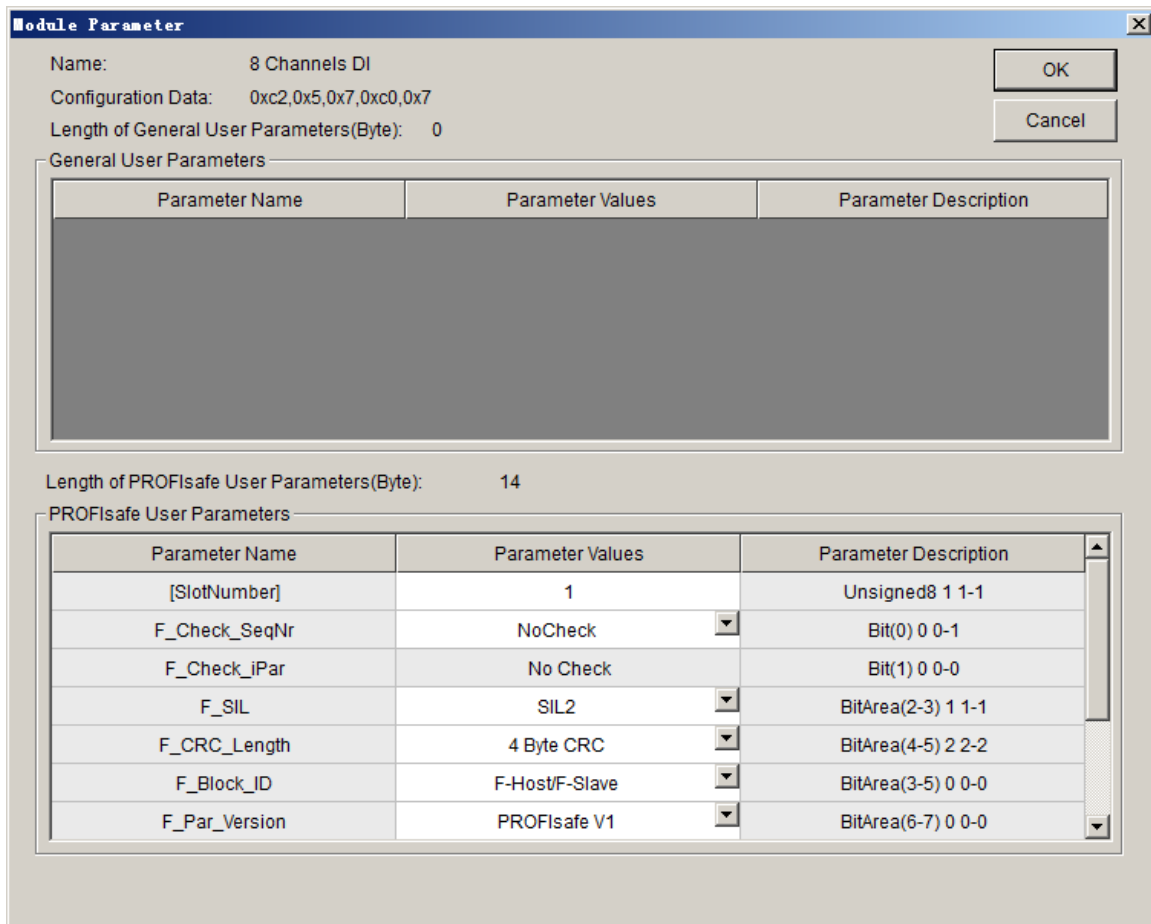 Module Parameter
Name: 8 Channels DI
OK
Configuration Data: 0xc2,0x5,0x7,0xc0,0x7
Cancel
Length of General User Parameters(Byte): 0
General User Parameters
Parameter Name Parameter Values Parameter Description
Length of PROFIsafe User Parameters(Byte): 14
PROFIsafe User Parameters
Parameter Name Parameter Values Parameter Description
[SlotNumber] 1 Unsigned8 1 1-1
F_Check_SeqNr NoCheck Bit(0) 0 0-1
F_Check_iPar No Check Bit(1) 0 0-0
F_SIL SIL2 BitArea(2-3) 1 1-1
F_CRC_Length 4 Byte CRC BitArea(4-5) 2 2-2
F_Block_ID F-Host/F-Slave BitArea(3-5) 0 0-0
F_Par_Version PROFIsafe V1 BitArea(6-7) 0 0-0